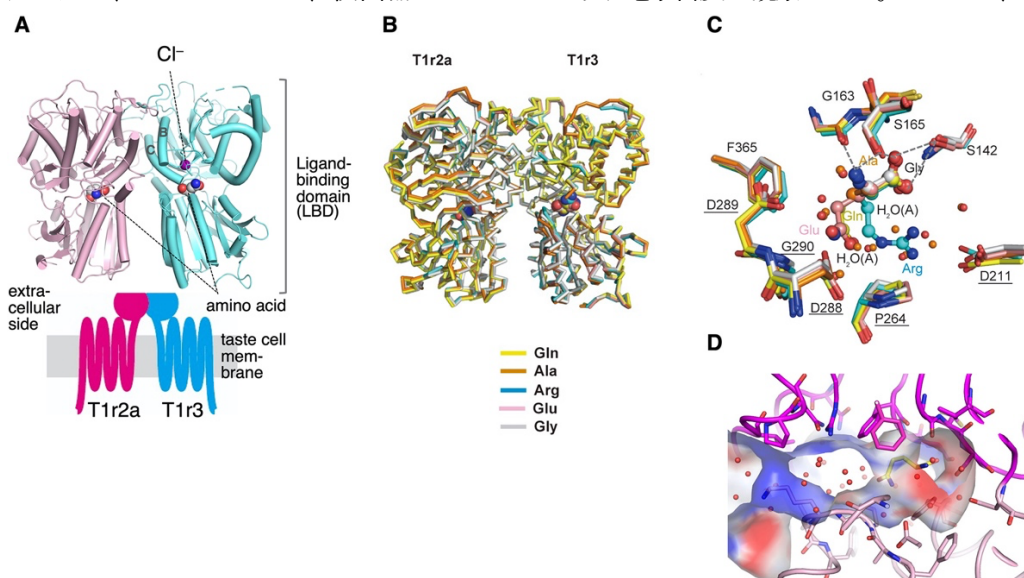 A
Cl–
B
C
Ligand-
binding
domain
(LBD)
extra-
cellular
side
amino acid
taste cell
mem-
brane
T1r2a
T1r3
B
T1r2a
T1r3
Gln
Ala
Arg
Glu
Gly
C
G163
S165
S142
F365
Ala
Gly
D289
Gln
H2O(A)
Glu
G290
H2O(A)
Arg
D211
D288
P264
D